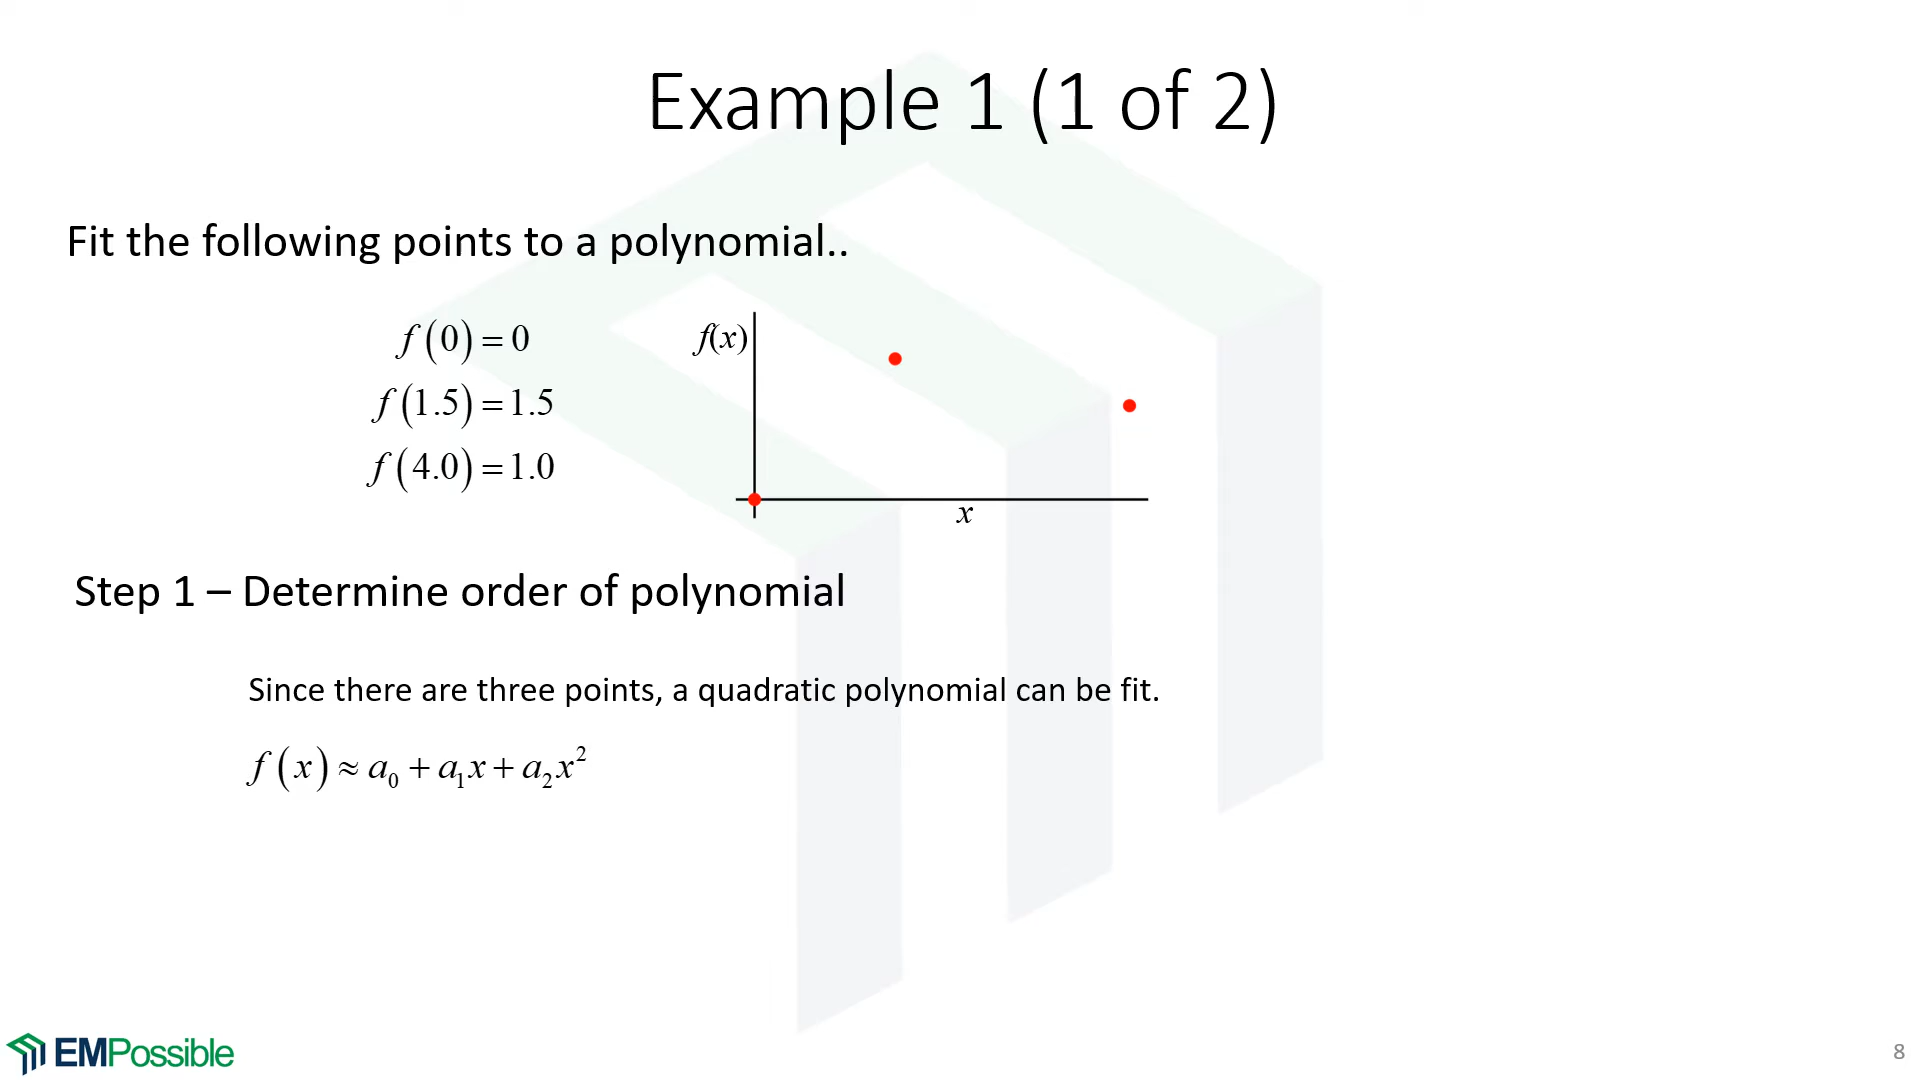 Example 1 (1 of 2)
Fit the following points to a polynomial..
f(0) = 0
f(1.5) = 1.5
f(4.0) = 1.0
f(x)
x
Step 1 – Determine order of polynomial
Since there are three points, a quadratic polynomial can be fit.
f(x) ≈ a₀ + a₁x + a₂x²
EMPossible
8